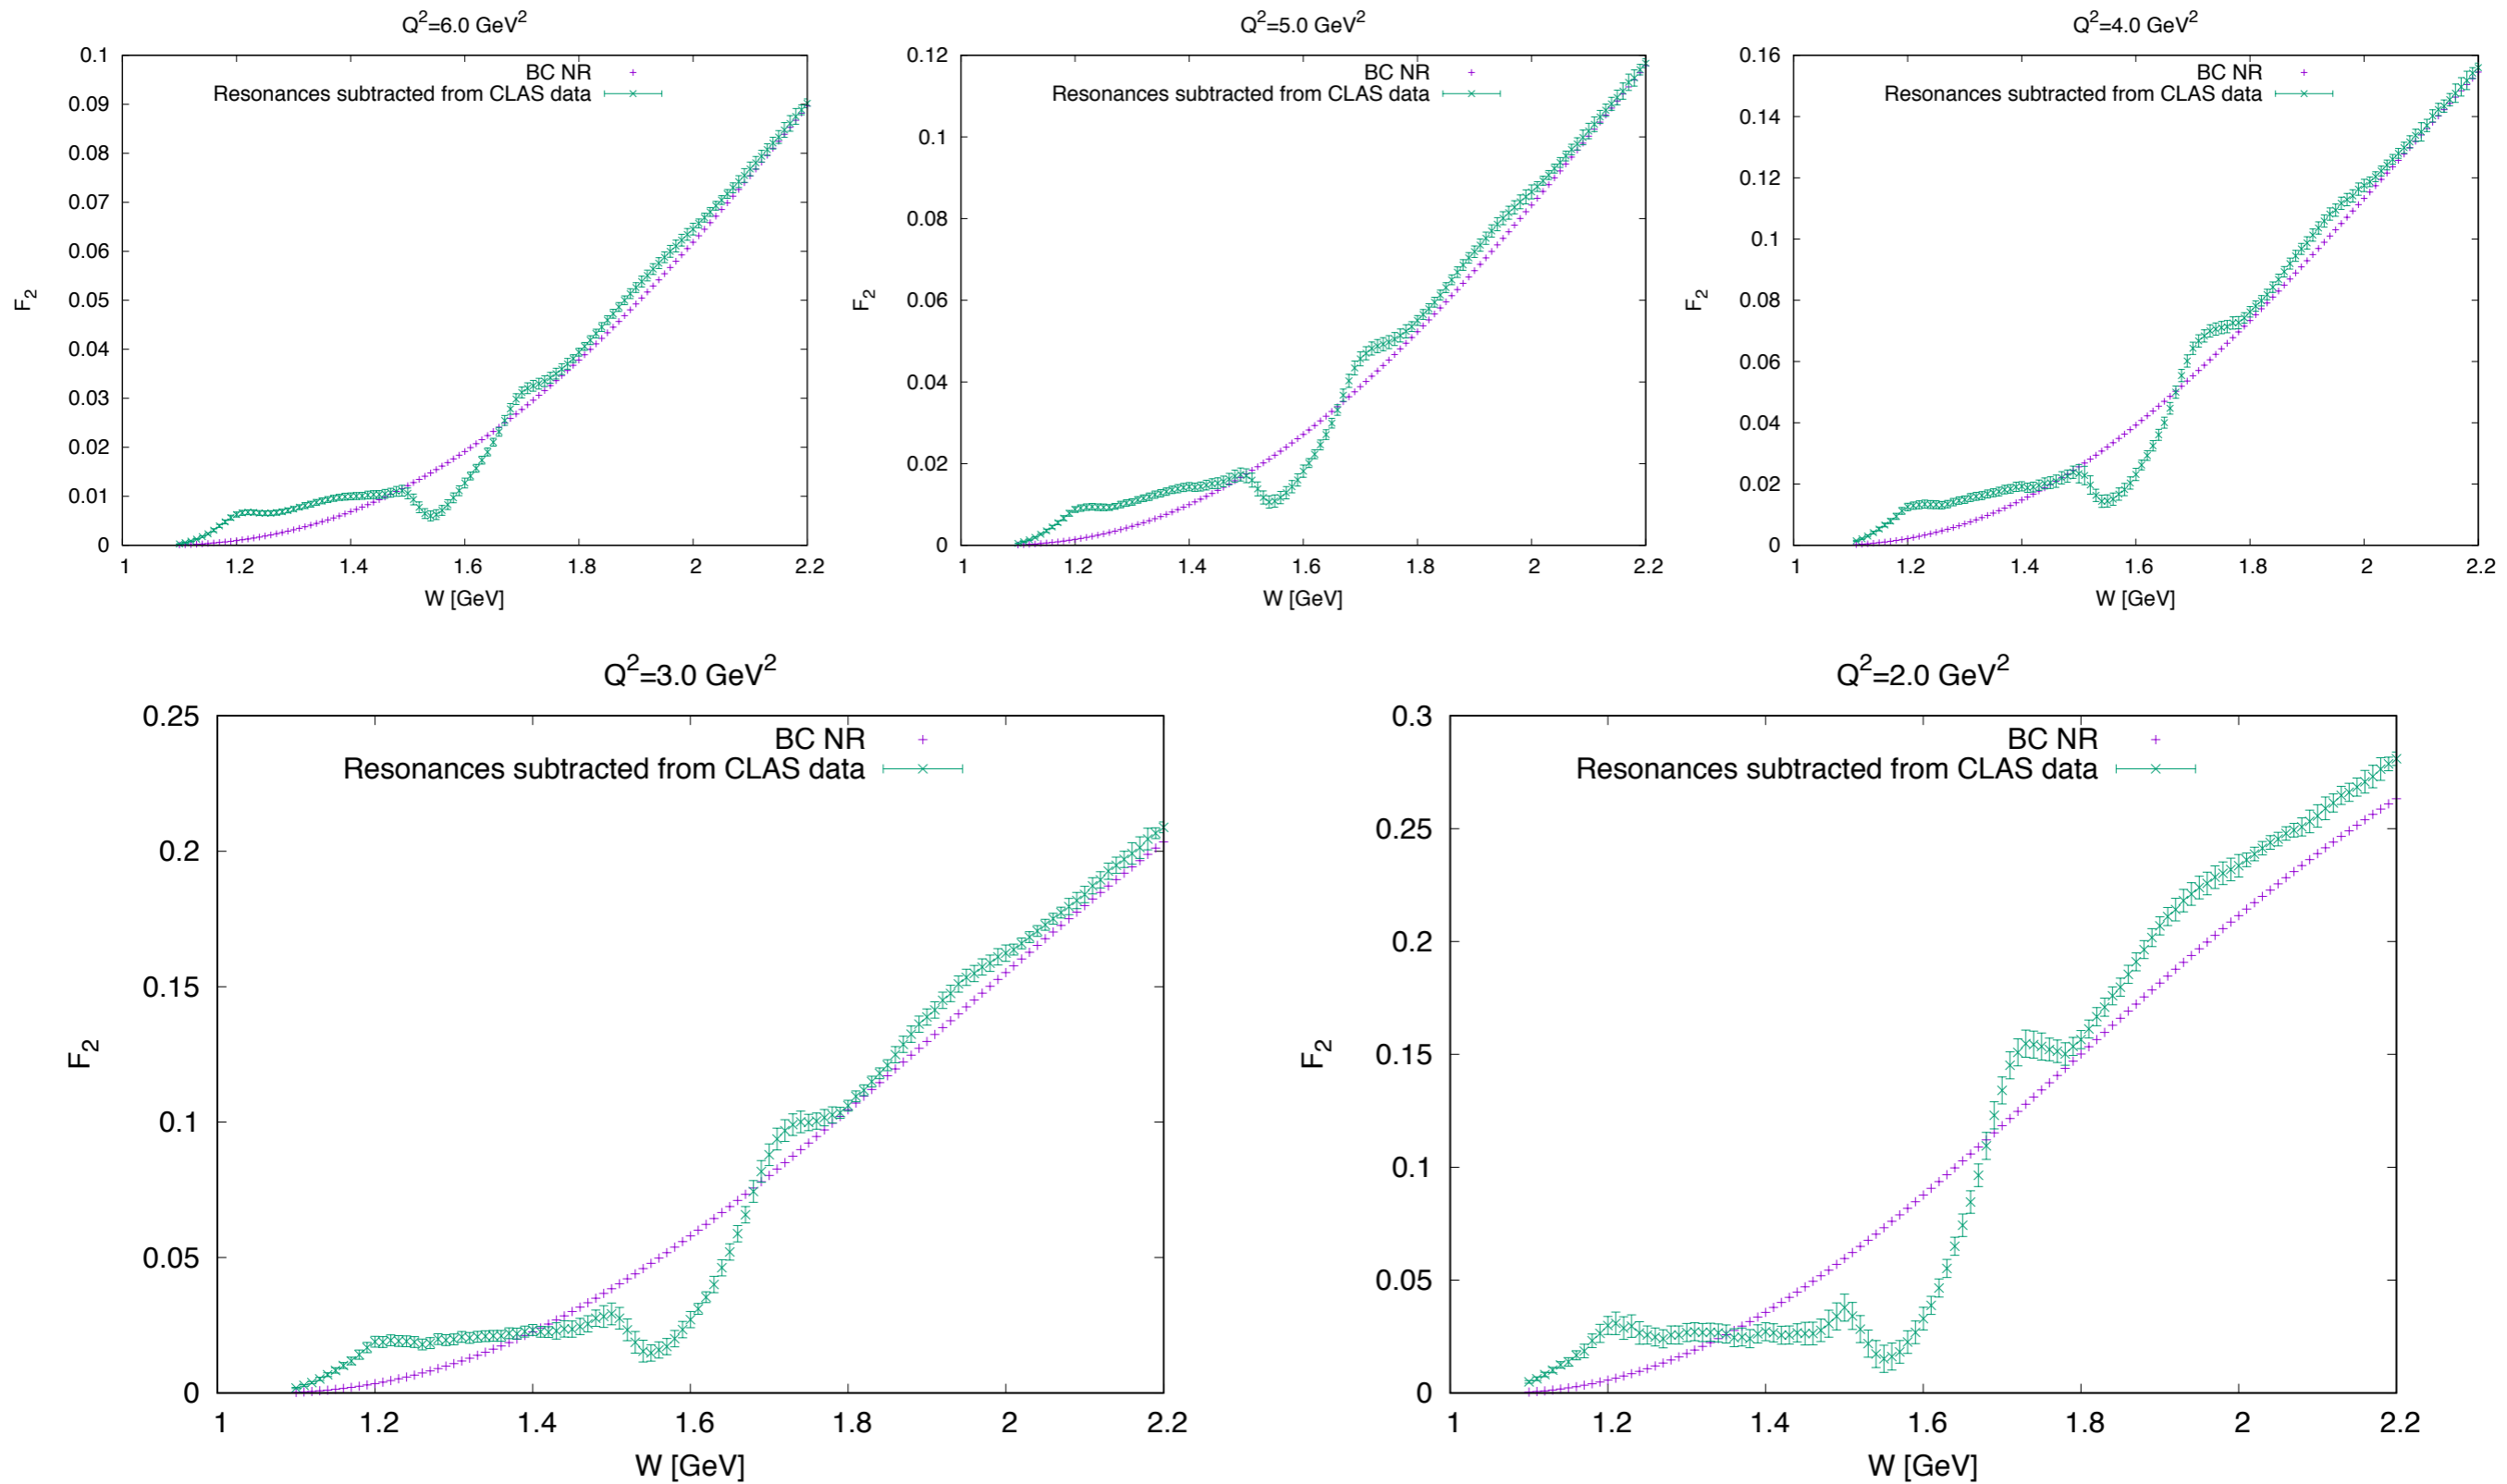 Q²=6.0 GeV²
BC NR
Resonances subtracted from CLAS data
0.1
0.09
0.08
0.07
0.06
0.05
0.04
0.03
0.02
0.01
0
F₂
1 1.2 1.4 1.6 1.8 2 2.2
W [GeV]
Q²=5.0 GeV²
BC NR
Resonances subtracted from CLAS data
0.12
0.1
0.08
0.06
0.04
0.02
0
F₂
1 1.2 1.4 1.6 1.8 2 2.2
W [GeV]
Q²=4.0 GeV²
BC NR
Resonances subtracted from CLAS data
0.16
0.14
0.12
0.1
0.08
0.06
0.04
0.02
0
F₂
1 1.2 1.4 1.6 1.8 2 2.2
W [GeV]
Q²=3.0 GeV²
BC NR
Resonances subtracted from CLAS data
0.25
0.2
0.15
0.1
0.05
0
F₂
1 1.2 1.4 1.6 1.8 2 2.2
W [GeV]
Q²=2.0 GeV²
BC NR
Resonances subtracted from CLAS data
0.3
0.25
0.2
0.15
0.1
0.05
0
F₂
1 1.2 1.4 1.6 1.8 2 2.2
W [GeV]